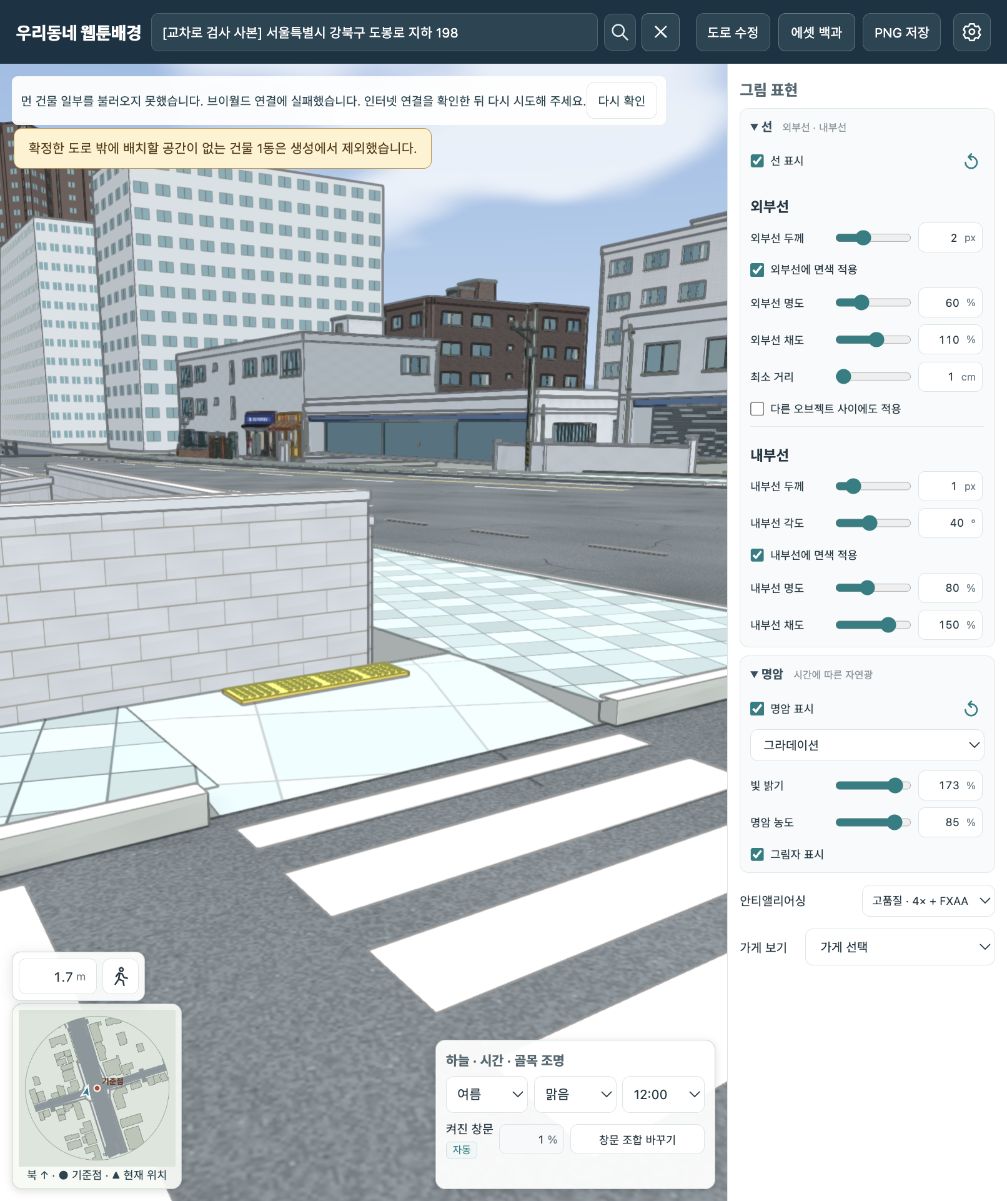 우리동네 웹툰배경
[교차로 검사 사본] 서울특별시 강북구 도봉로 지하 198
도로 수정
에셋 백과
PNG 저장
먼 건물 일부를 불러오지 못했습니다. 브이월드 연결에 실패했습니다. 인터넷 연결을 확인한 뒤 다시 시도해 주세요.
다시 확인
확정한 도로 밖에 배치할 공간이 없는 건물 1동은 생성에서 제외했습니다.
그림 표현
▼선 외부선 · 내부선
선 표시
외부선
외부선 두께 2 px
외부선에 면색 적용
외부선 명도 60 %
외부선 채도 110 %
최소 거리 1 cm
다른 오브젝트 사이에도 적용
내부선
내부선 두께 1 px
내부선 각도 40 °
내부선에 면색 적용
내부선 명도 80 %
내부선 채도 150 %
▼명암 시간에 따른 자연광
명암 표시
그라데이션
빛 밝기 173 %
명암 농도 85 %
그림자 표시
안티앨리어싱 고품질 · 4× + FXAA
가게 보기 가게 선택
1.7 m
기준점
북 ↑ · ● 기준점 · ▲ 현재 위치
하늘 · 시간 · 골목 조명
여름 맑음 12:00
켜진 창문
자동
1 %
창문 조합 바꾸기